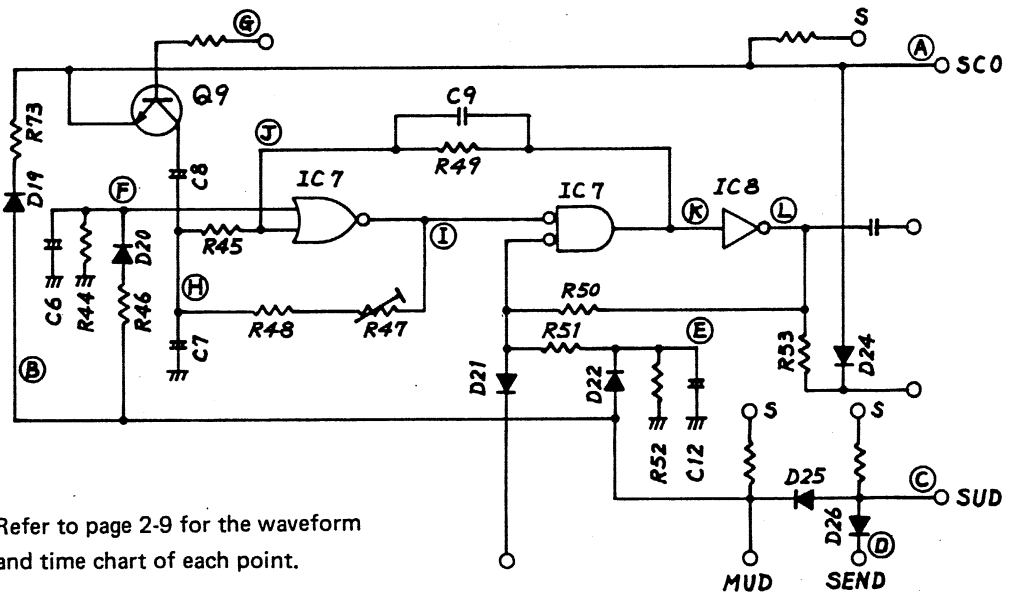 G
S
A
SCO
Q9
C9
R73
J
R49
D19
C8
IC7
IC7
IC8
F
K
L
R45
I
D20
H
C6
R44
R46
R48
R47
R50
R51
E
R53
D24
C7
B
D21
D22
R52
C12
S
S
D25
C
SUD
D26
D
MUD
SEND
Refer to page 2-9 for the waveform
and time chart of each point.